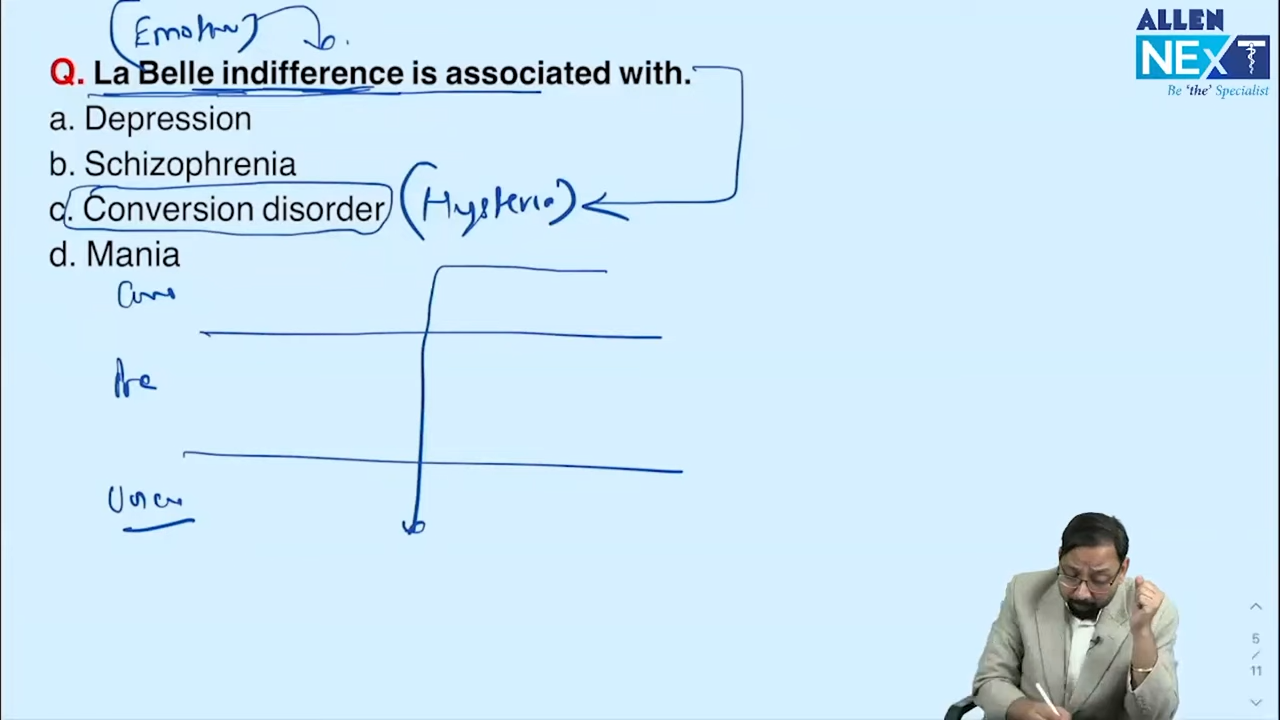 (Emotion)
ALLEN
NEXT
Be 'the' Specialist
Q. La Belle indifference is associated with.
a. Depression
b. Schizophrenia
c. Conversion disorder (Hysteria)
d. Mania
Pre
5
/
11